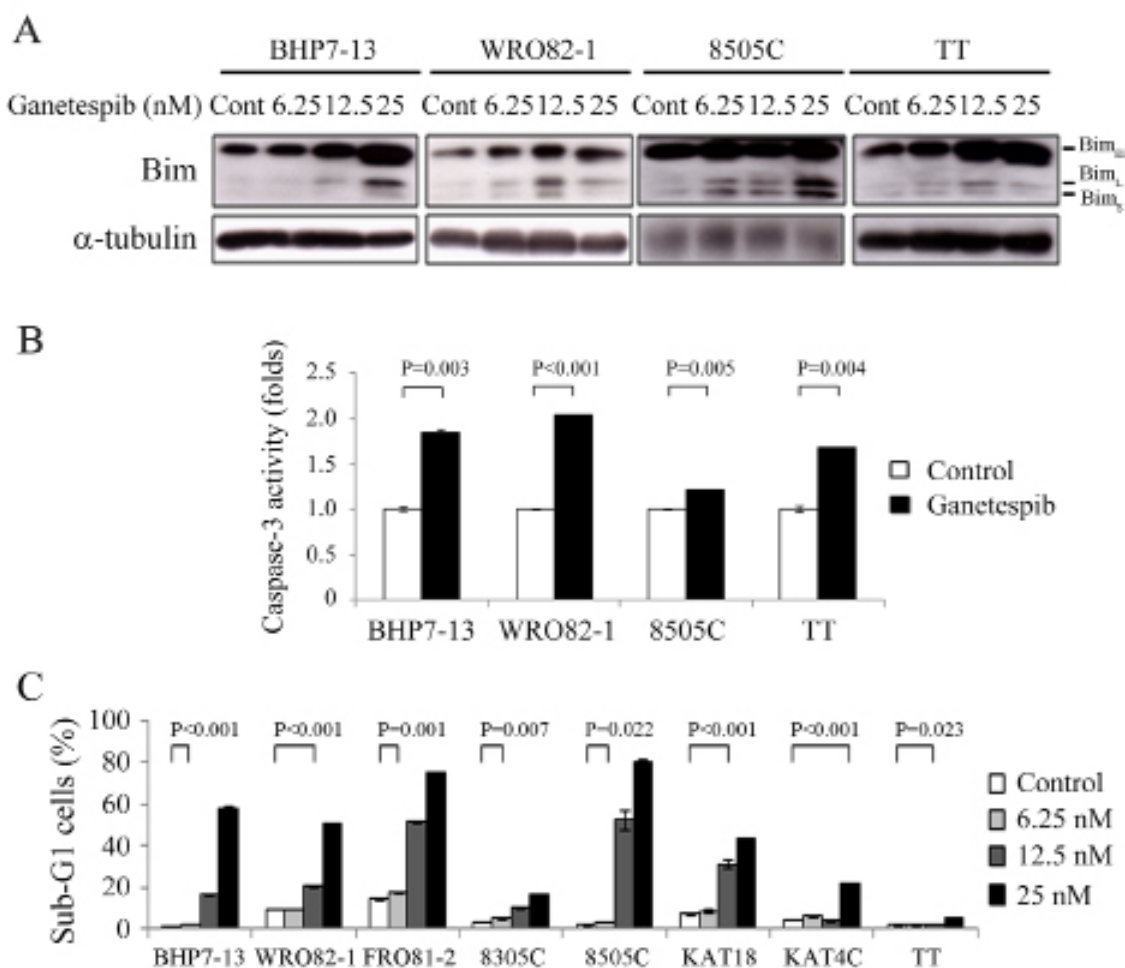 A
BHP7-13 WRO82-1 8505C TT
Ganetespib (nM) Cont 6.25 12.5 25 Cont 6.25 12.5 25 Cont 6.25 12.5 25 Cont 6.25 12.5 25
Bim
Bim
Bim L
Bim S
α-tubulin
B
P=0.003 P<0.001 P=0.005 P=0.004
Caspase-3 activity (folds)
2.5
2.0
1.5
1.0
0.5
0
Control
Ganetespib
BHP7-13 WRO82-1 8505C TT
C
P<0.001 P<0.001 P=0.001 P=0.007 P=0.022 P<0.001 P<0.001 P=0.023
Sub-G1 cells (%)
100
80
60
40
20
0
Control
6.25 nM
12.5 nM
25 nM
BHP7-13 WRO82-1 FRO81-2 8305C 8505C KAT18 KAT4C TT